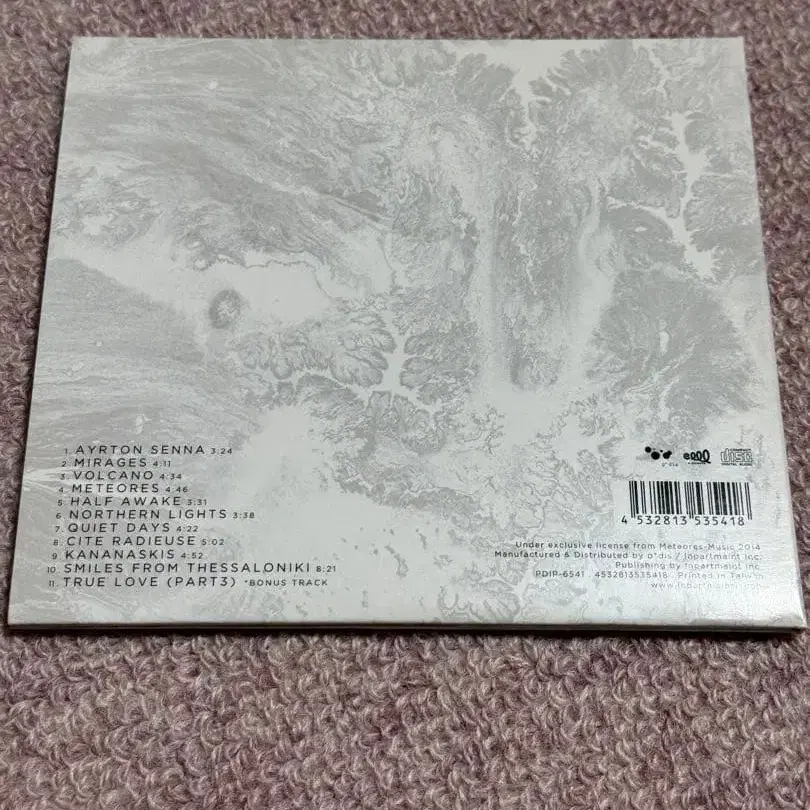 1. AYRTON SENNA 3:24
2 MIRAGES 4:11
3. VOLCANO 4:34
4 METEORES 4:46
5 HALF AWAKE 3:31
6 NORTHERN LIGHTS 3:38
7. QUIET DAYS 4:22
8. CITE RADIEUSE 5:02
9. KANANASKIS 4:52
10. SMILES FROM THESSALONIKI 8:21
11. TRUE LOVE (PART3) *BONUS TRACK
COMPACT
disc
DIGITAL AUDIO
4 532813 535418
Under exclusive license from Meteores-Music 2014
Manufactured & Distributed by p*dis / Inpartmaint Inc.
Publishing by Inpartmaint Inc.
PDIP-6541 4532813535418 Printed in Taiwan